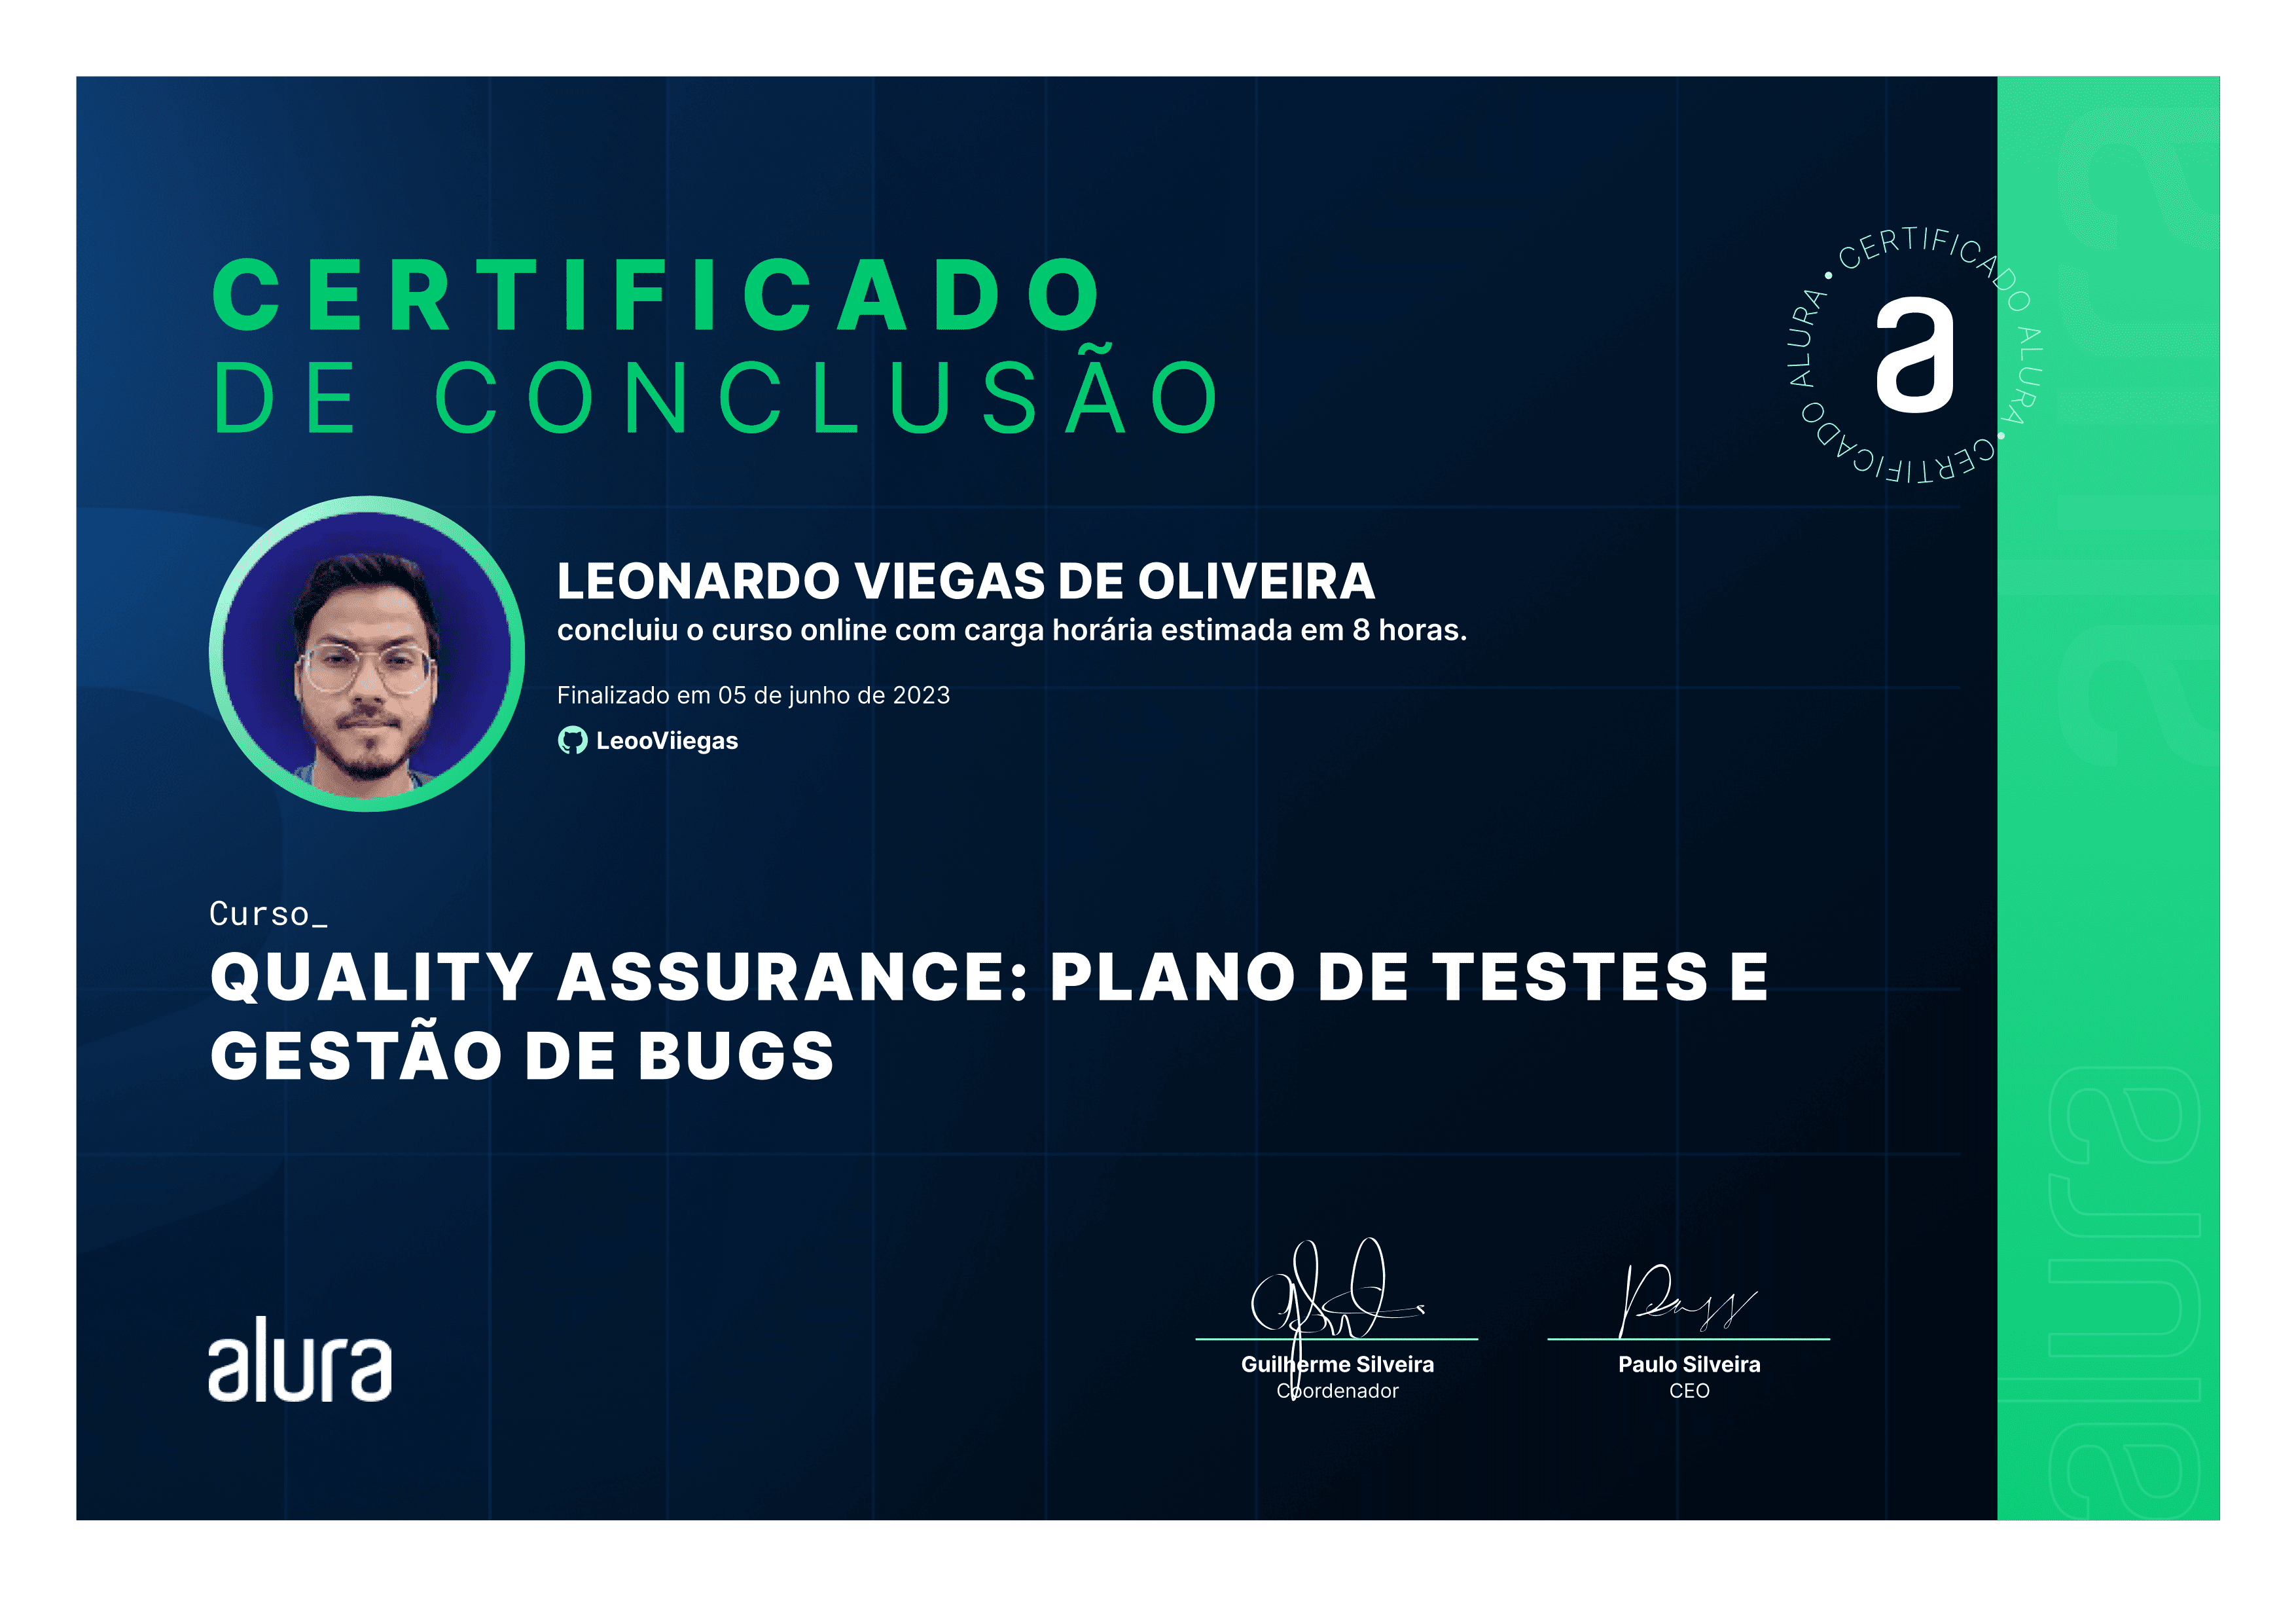 CERTIFICADO
DE CONCLUSÃO
CERTIFICADO ALURA • CERTIFICADO ALURA •
a
LEONARDO VIEGAS DE OLIVEIRA
concluiu o curso online com carga horária estimada em 8 horas.
Finalizado em 05 de junho de 2023
LeooViiegas
Curso_
QUALITY ASSURANCE: PLANO DE TESTES E
GESTÃO DE BUGS
alura
Guilherme Silveira
Coordenador
Paulo Silveira
CEO
alura